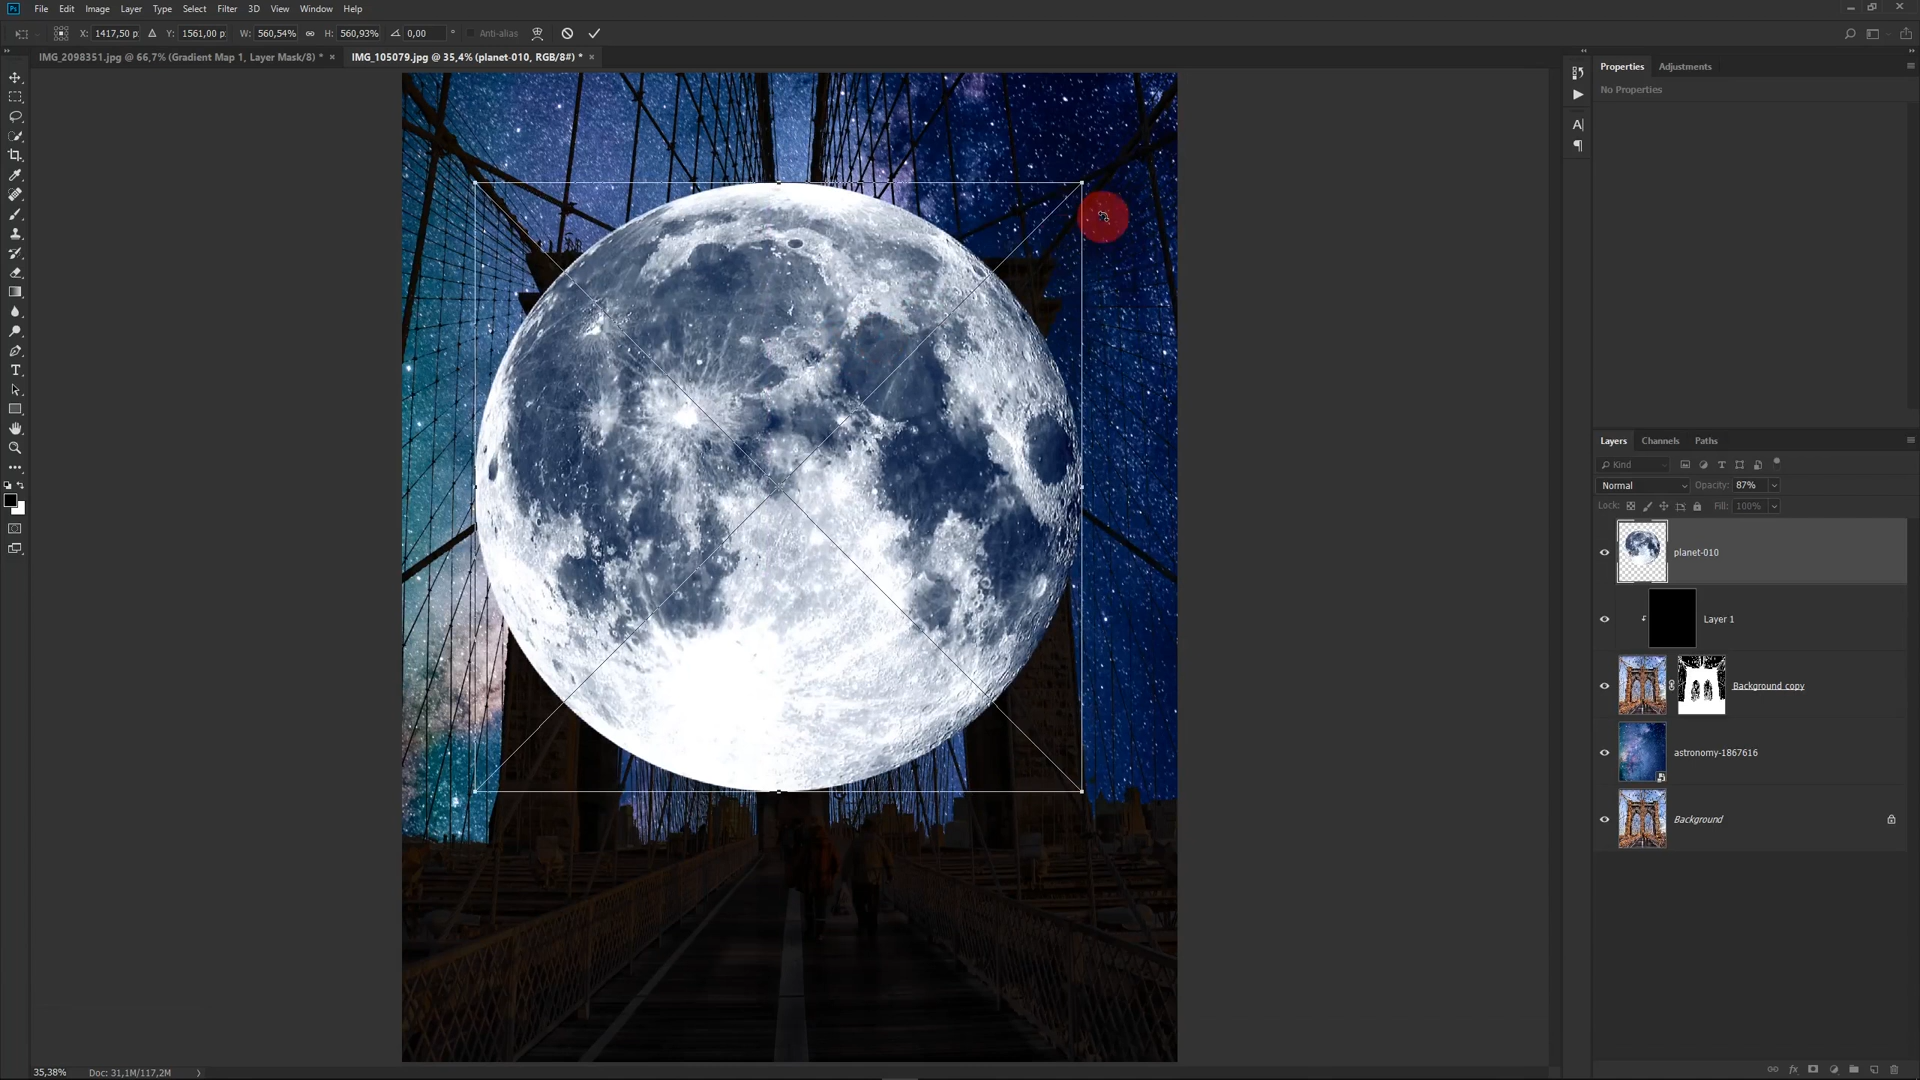 Ps File Edit Image Layer Type Select Filter 3D View Window Help
X: 1417,50 p Y: 1561,00 p W: 560,54% H: 560,93% 0,00 ° Anti-alias
IMG_2098351.jpg @ 66,7% (Gradient Map 1, Layer Mask/8) * × IMG_105079.jpg @ 35,4% (planet-010, RGB/8#) * ×
Properties Adjustments
No Properties
A|
T
Layers Channels Paths
Kind
Normal Opacity: 87%
Lock: Fill: 100%
planet-010
Layer 1
Background copy
astronomy-1867616
Background
fx
35,38% Doc: 31,1M/117,2M